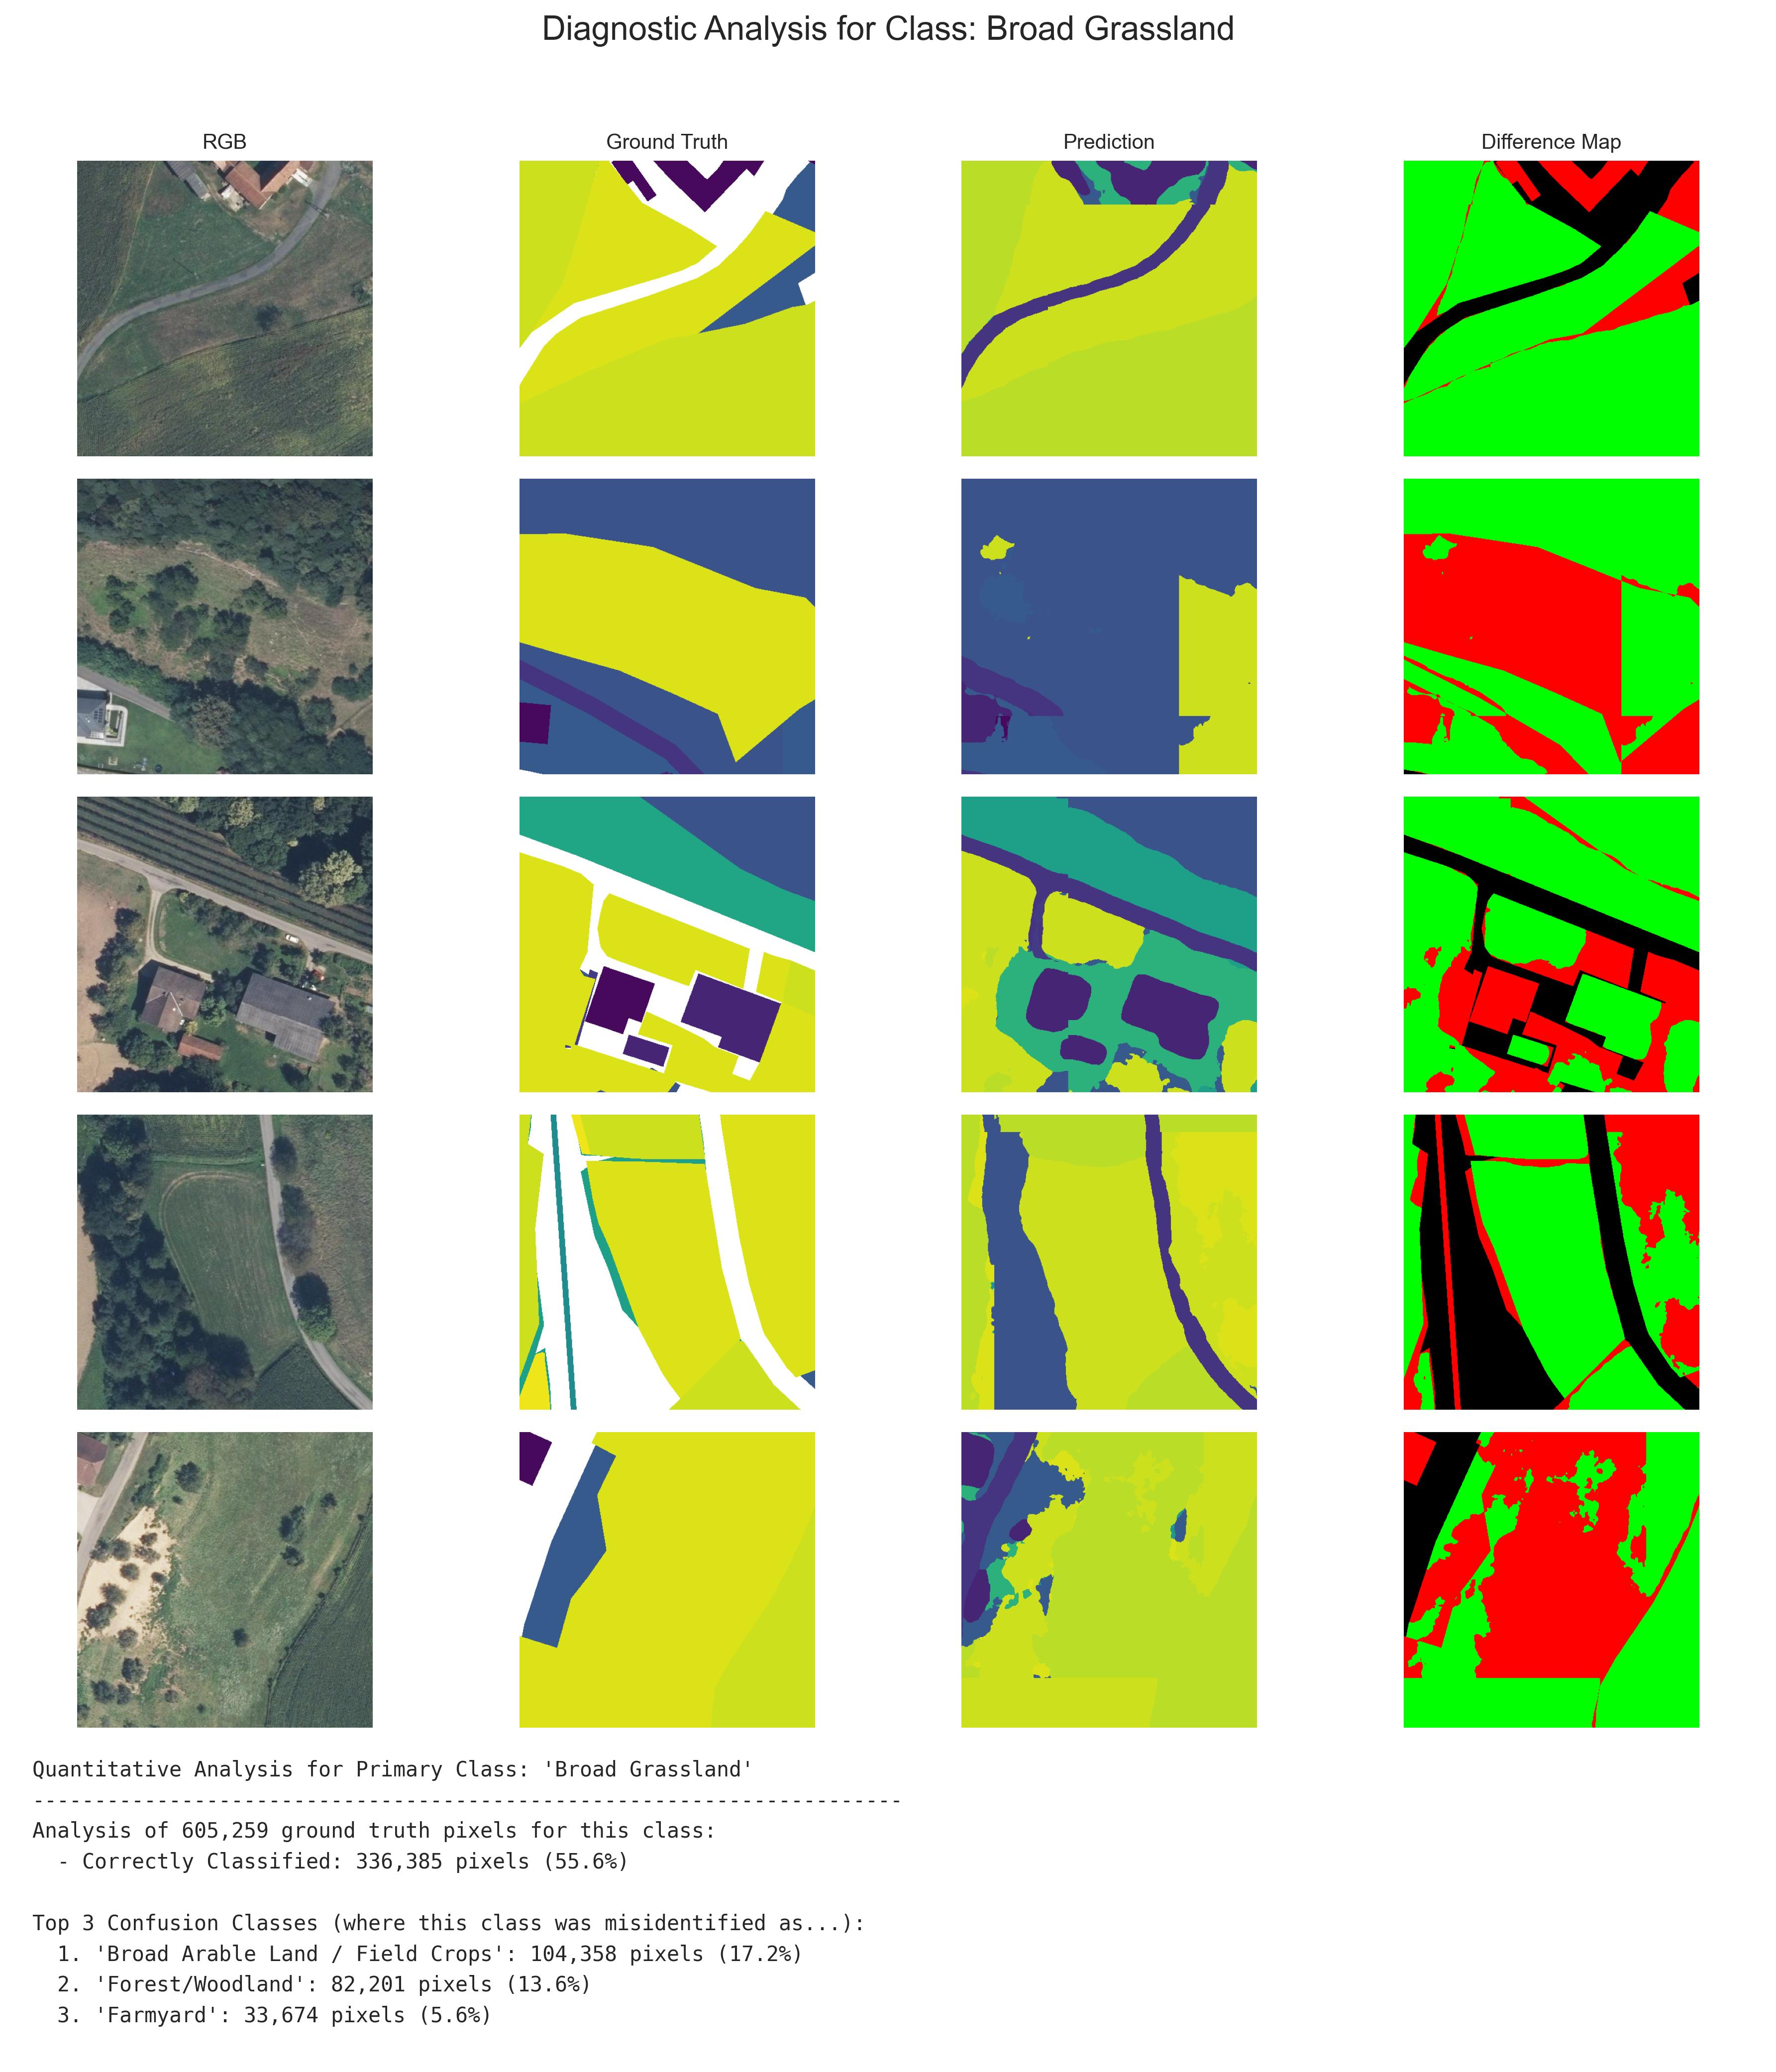 Diagnostic Analysis for Class: Broad Grassland
RGB
Ground Truth
Prediction
Difference Map
Quantitative Analysis for Primary Class: 'Broad Grassland'
----------------------------------------------------------------------
Analysis of 605,259 ground truth pixels for this class:
- Correctly Classified: 336,385 pixels (55.6%)
Top 3 Confusion Classes (where this class was misidentified as...):
1. 'Broad Arable Land / Field Crops': 104,358 pixels (17.2%)
2. 'Forest/Woodland': 82,201 pixels (13.6%)
3. 'Farmyard': 33,674 pixels (5.6%)